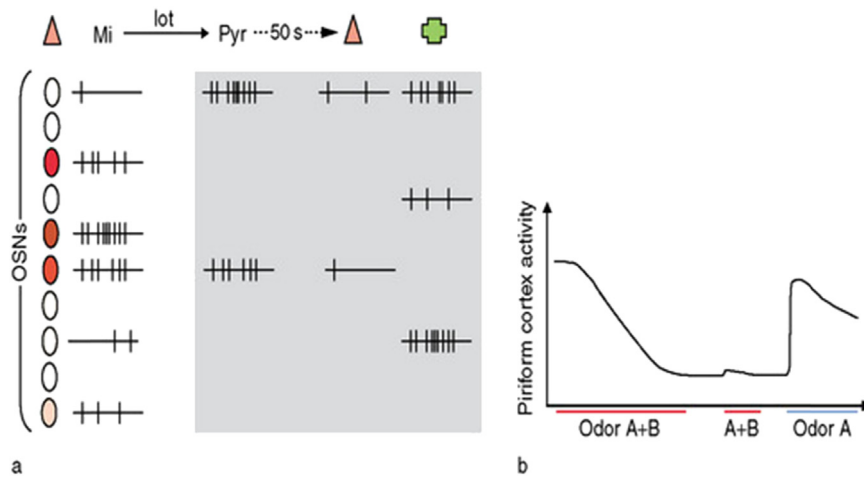 lot
Mi Pyr 50 s
OSNs
Piriform cortex activity
Odor A+B A+B Odor A
a b